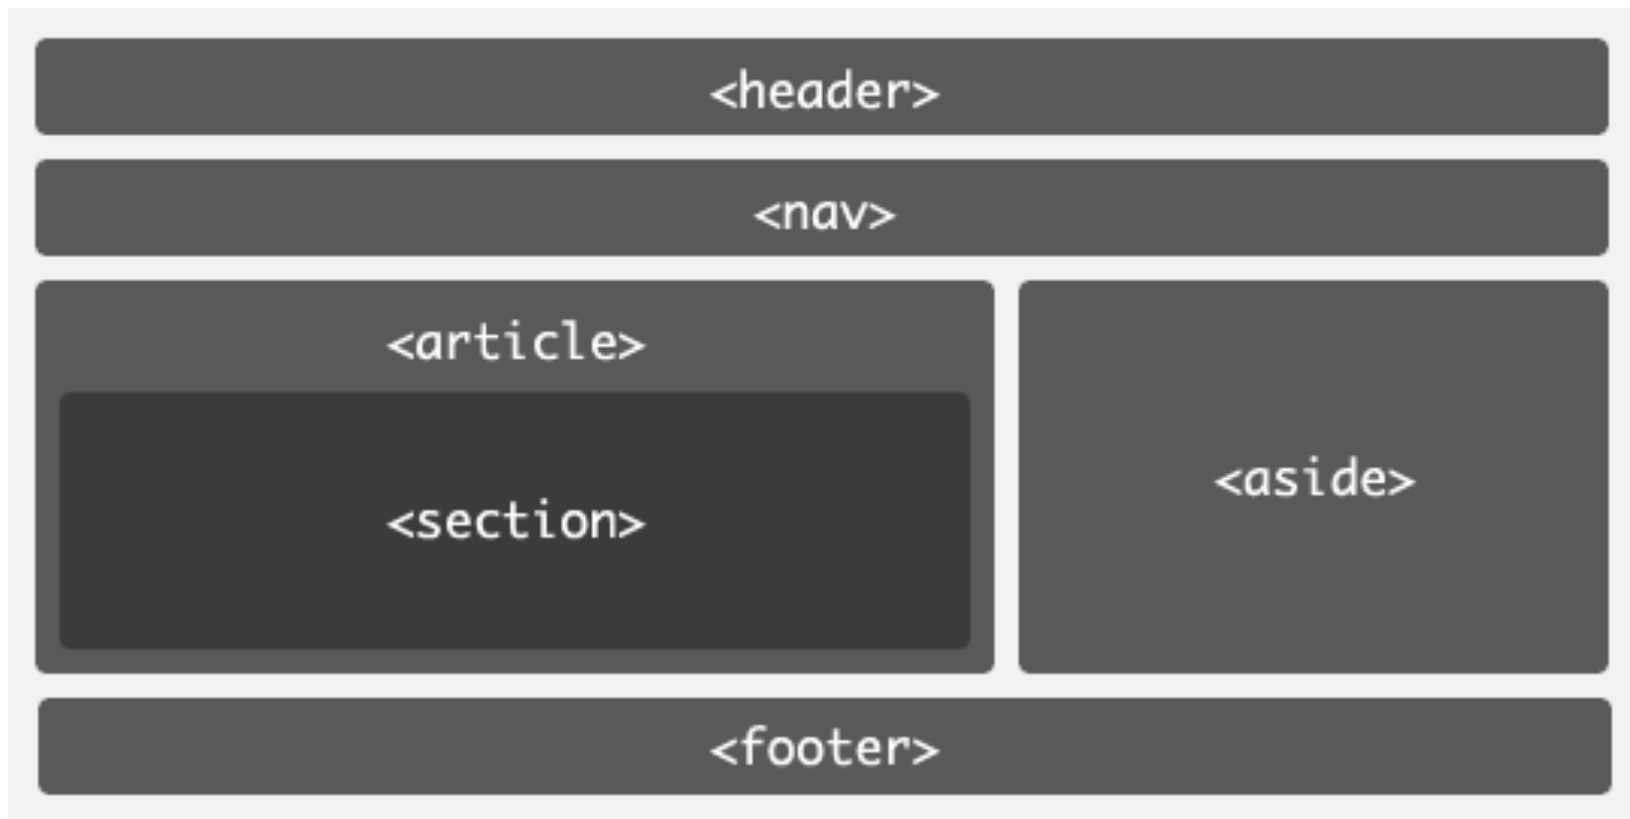 <header>
<nav>
<article>
<section>
<aside>
<footer>